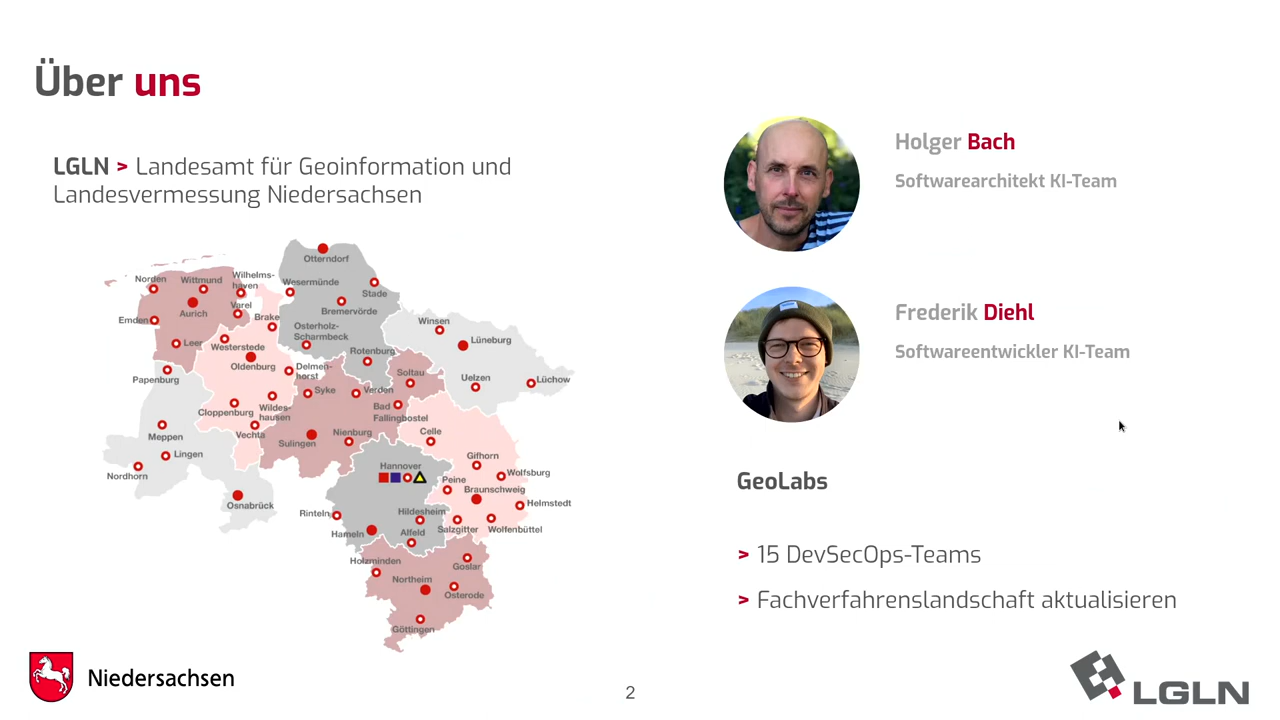 Über uns
LGLN > Landesamt für Geoinformation und
Landesvermessung Niedersachsen
Otterndorf
Norden
Wittmund
Wilhelms-
haven
Wesermünde
Stade
Aurich
Varel
Bremervörde
Emden
Brake
Winsen
Osterholz-
Scharmbeck
Leer
Westerstede
Lüneburg
Rotenburg
Oldenburg
Delmen-
horst
Soltau
Papenburg
Uelzen
Lüchow
Syke
Verden
Cloppenburg
Wildes-
hausen
Bad
Fallingbostel
Meppen
Vechta
Sulingen
Nienburg
Celle
Lingen
Gifhorn
Nordhorn
Hannover
Wolfsburg
Peine
Braunschweig
Osnabrück
Helmstedt
Rinteln
Hildesheim
Hameln
Alfeld
Salzgitter
Wolfenbüttel
Holzminden
Goslar
Northeim
Osterode
Göttingen
Holger Bach
Softwarearchitekt KI-Team
Frederik Diehl
Softwareentwickler KI-Team
GeoLabs
> 15 DevSecOps-Teams
> Fachverfahrenslandschaft aktualisieren
Niedersachsen
2
LGLN